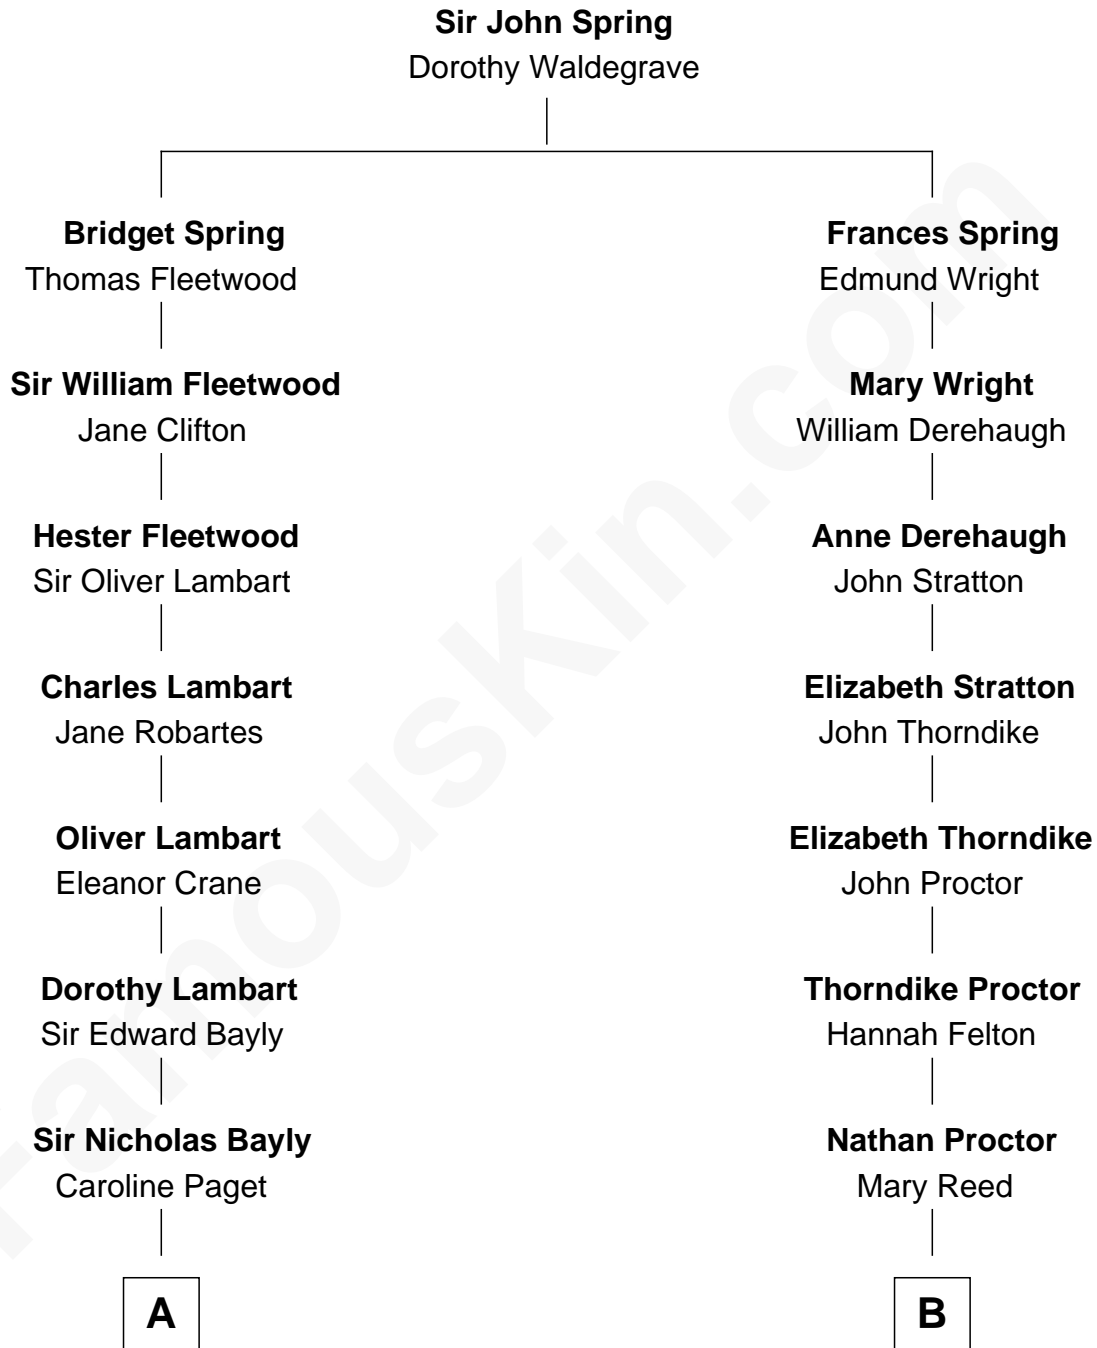 Sir John Spring
Dorothy Waldegrave
Bridget Spring
Thomas Fleetwood
Frances Spring
Edmund Wright
Sir William Fleetwood
Jane Clifton
Mary Wright
William Derehaugh
Hester Fleetwood
Sir Oliver Lambart
Anne Derehaugh
John Stratton
Charles Lambart
Jane Robartes
Elizabeth Stratton
John Thorndike
Oliver Lambart
Eleanor Crane
Elizabeth Thorndike
John Proctor
Dorothy Lambart
Sir Edward Bayly
Thorndike Proctor
Hannah Felton
Sir Nicholas Bayly
Caroline Paget
Nathan Proctor
Mary Reed
A
B
FamousKin.com